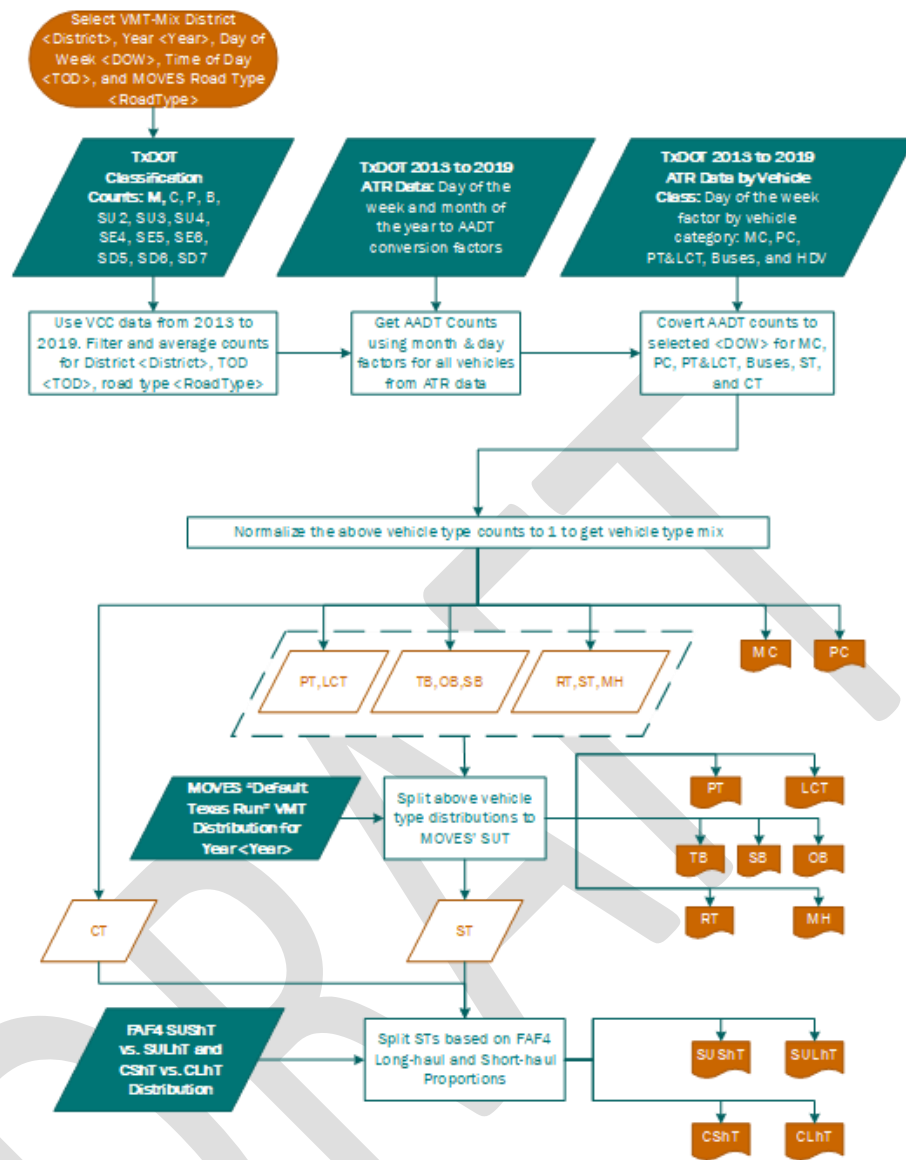 Select VMT-Mix District
<District>, Year <Year>, Day of
Week <DOW>, Time of Day
<TOD>, and MOVES Road Type
<RoadType>
TxDOT
Classification
Counts: M, C, P, B,
SU2, SU3, SU4,
SE4, SE5, SE6,
SD5, SD6, SD7
TxDOT 2013 to 2019
ATR Data: Day of the
week and month of
the year to AADT
conversion factors
TxDOT 2013 to 2019
ATR Data by Vehicle
Class: Day of the week
factor by vehicle
category: MC, PC,
PT&LCT, Buses, and HDV
Use VCC data from 2013 to
2019. Filter and average counts
for District <District>, TOD
<TOD>, road type <RoadType>
Get AADT Counts
using month & day
factors for all vehicles
from ATR data
Covert AADT counts to
selected <DOW> for MC,
PC, PT&LCT, Buses, ST,
and CT
Normalize the above vehicle type counts to 1 to get vehicle type mix
PT,LCT
TB,OB,SB
RT,ST,MH
MC
PC
MOVES "Default
Texas Run" VMT
Distribution for
Year <Year>
Split above vehicle
type distributions to
MOVES' SUT
PT
LCT
TB
SB
OB
RT
MH
CT
ST
FAF4 SUShT
vs. SULhT and
CShT vs. CLhT
Distribution
Split STs based on FAF4
Long-haul and Short-haul
Proportions
SUShT
SULhT
CShT
CLhT
DRAFT